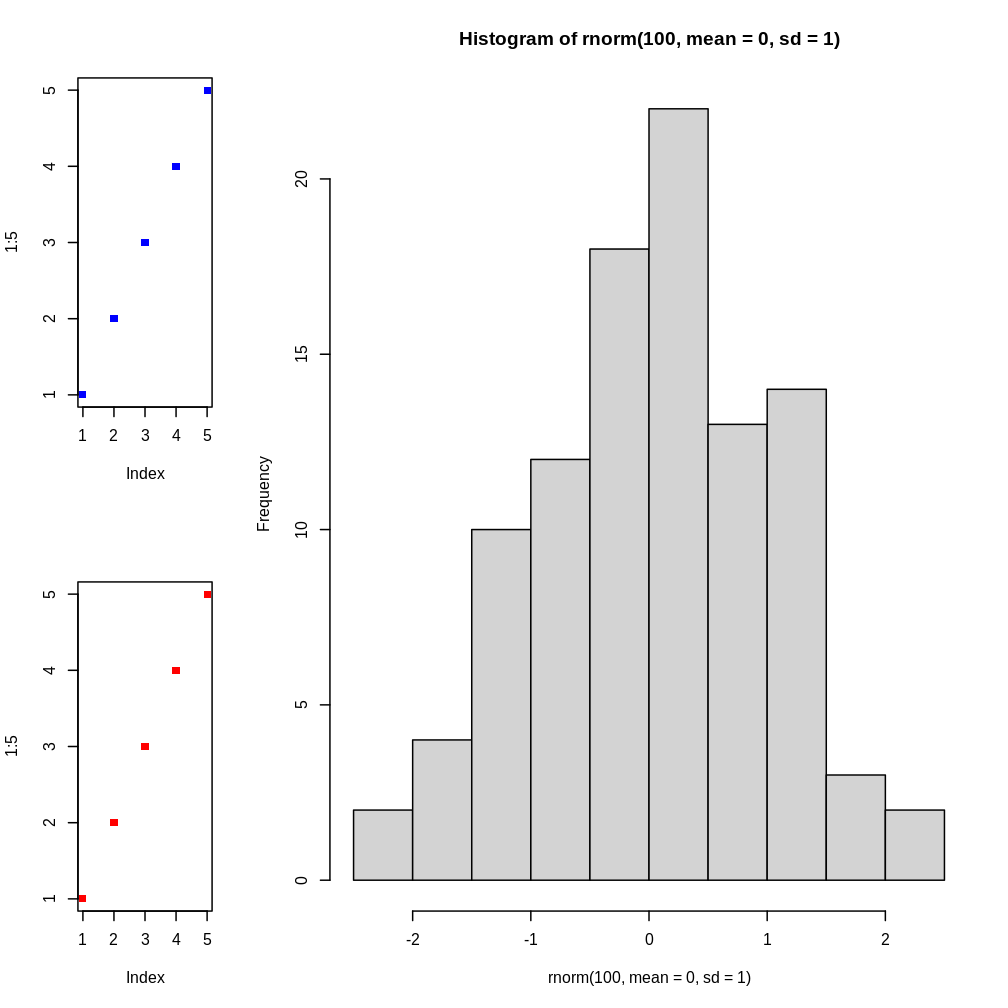 1:5
5
4
3
2
1
1 2 3 4 5
Index
1:5
5
4
3
2
1
1 2 3 4 5
Index
Histogram of rnorm(100, mean = 0, sd = 1)
Frequency
20
15
10
5
0
-2 -1 0 1 2
rnorm(100, mean = 0, sd = 1)